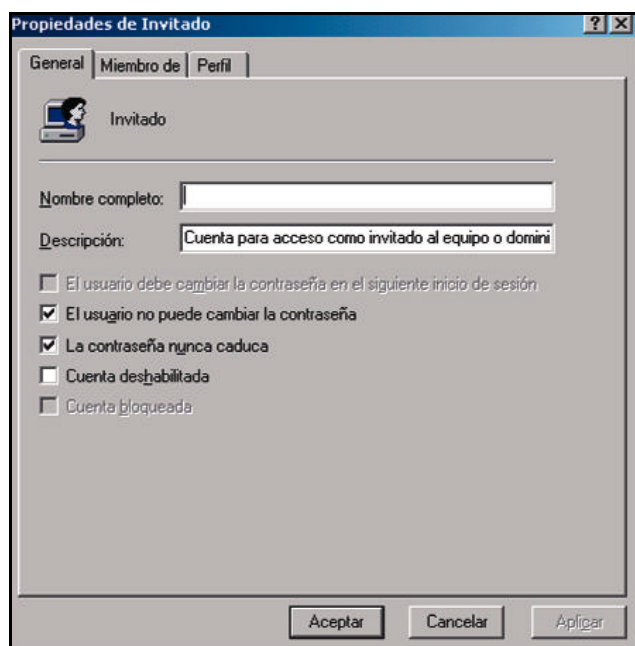 Propiedades de Invitado
General Miembro de Perfil
Invitado
Nombre completo:
Descripción: Cuenta para acceso como invitado al equipo o domini
El usuario debe cambiar la contraseña en el siguiente inicio de sesión
El usuario no puede cambiar la contraseña
La contraseña nunca caduca
Cuenta deshabilitada
Cuenta bloqueada
Aceptar Cancelar Aplicar